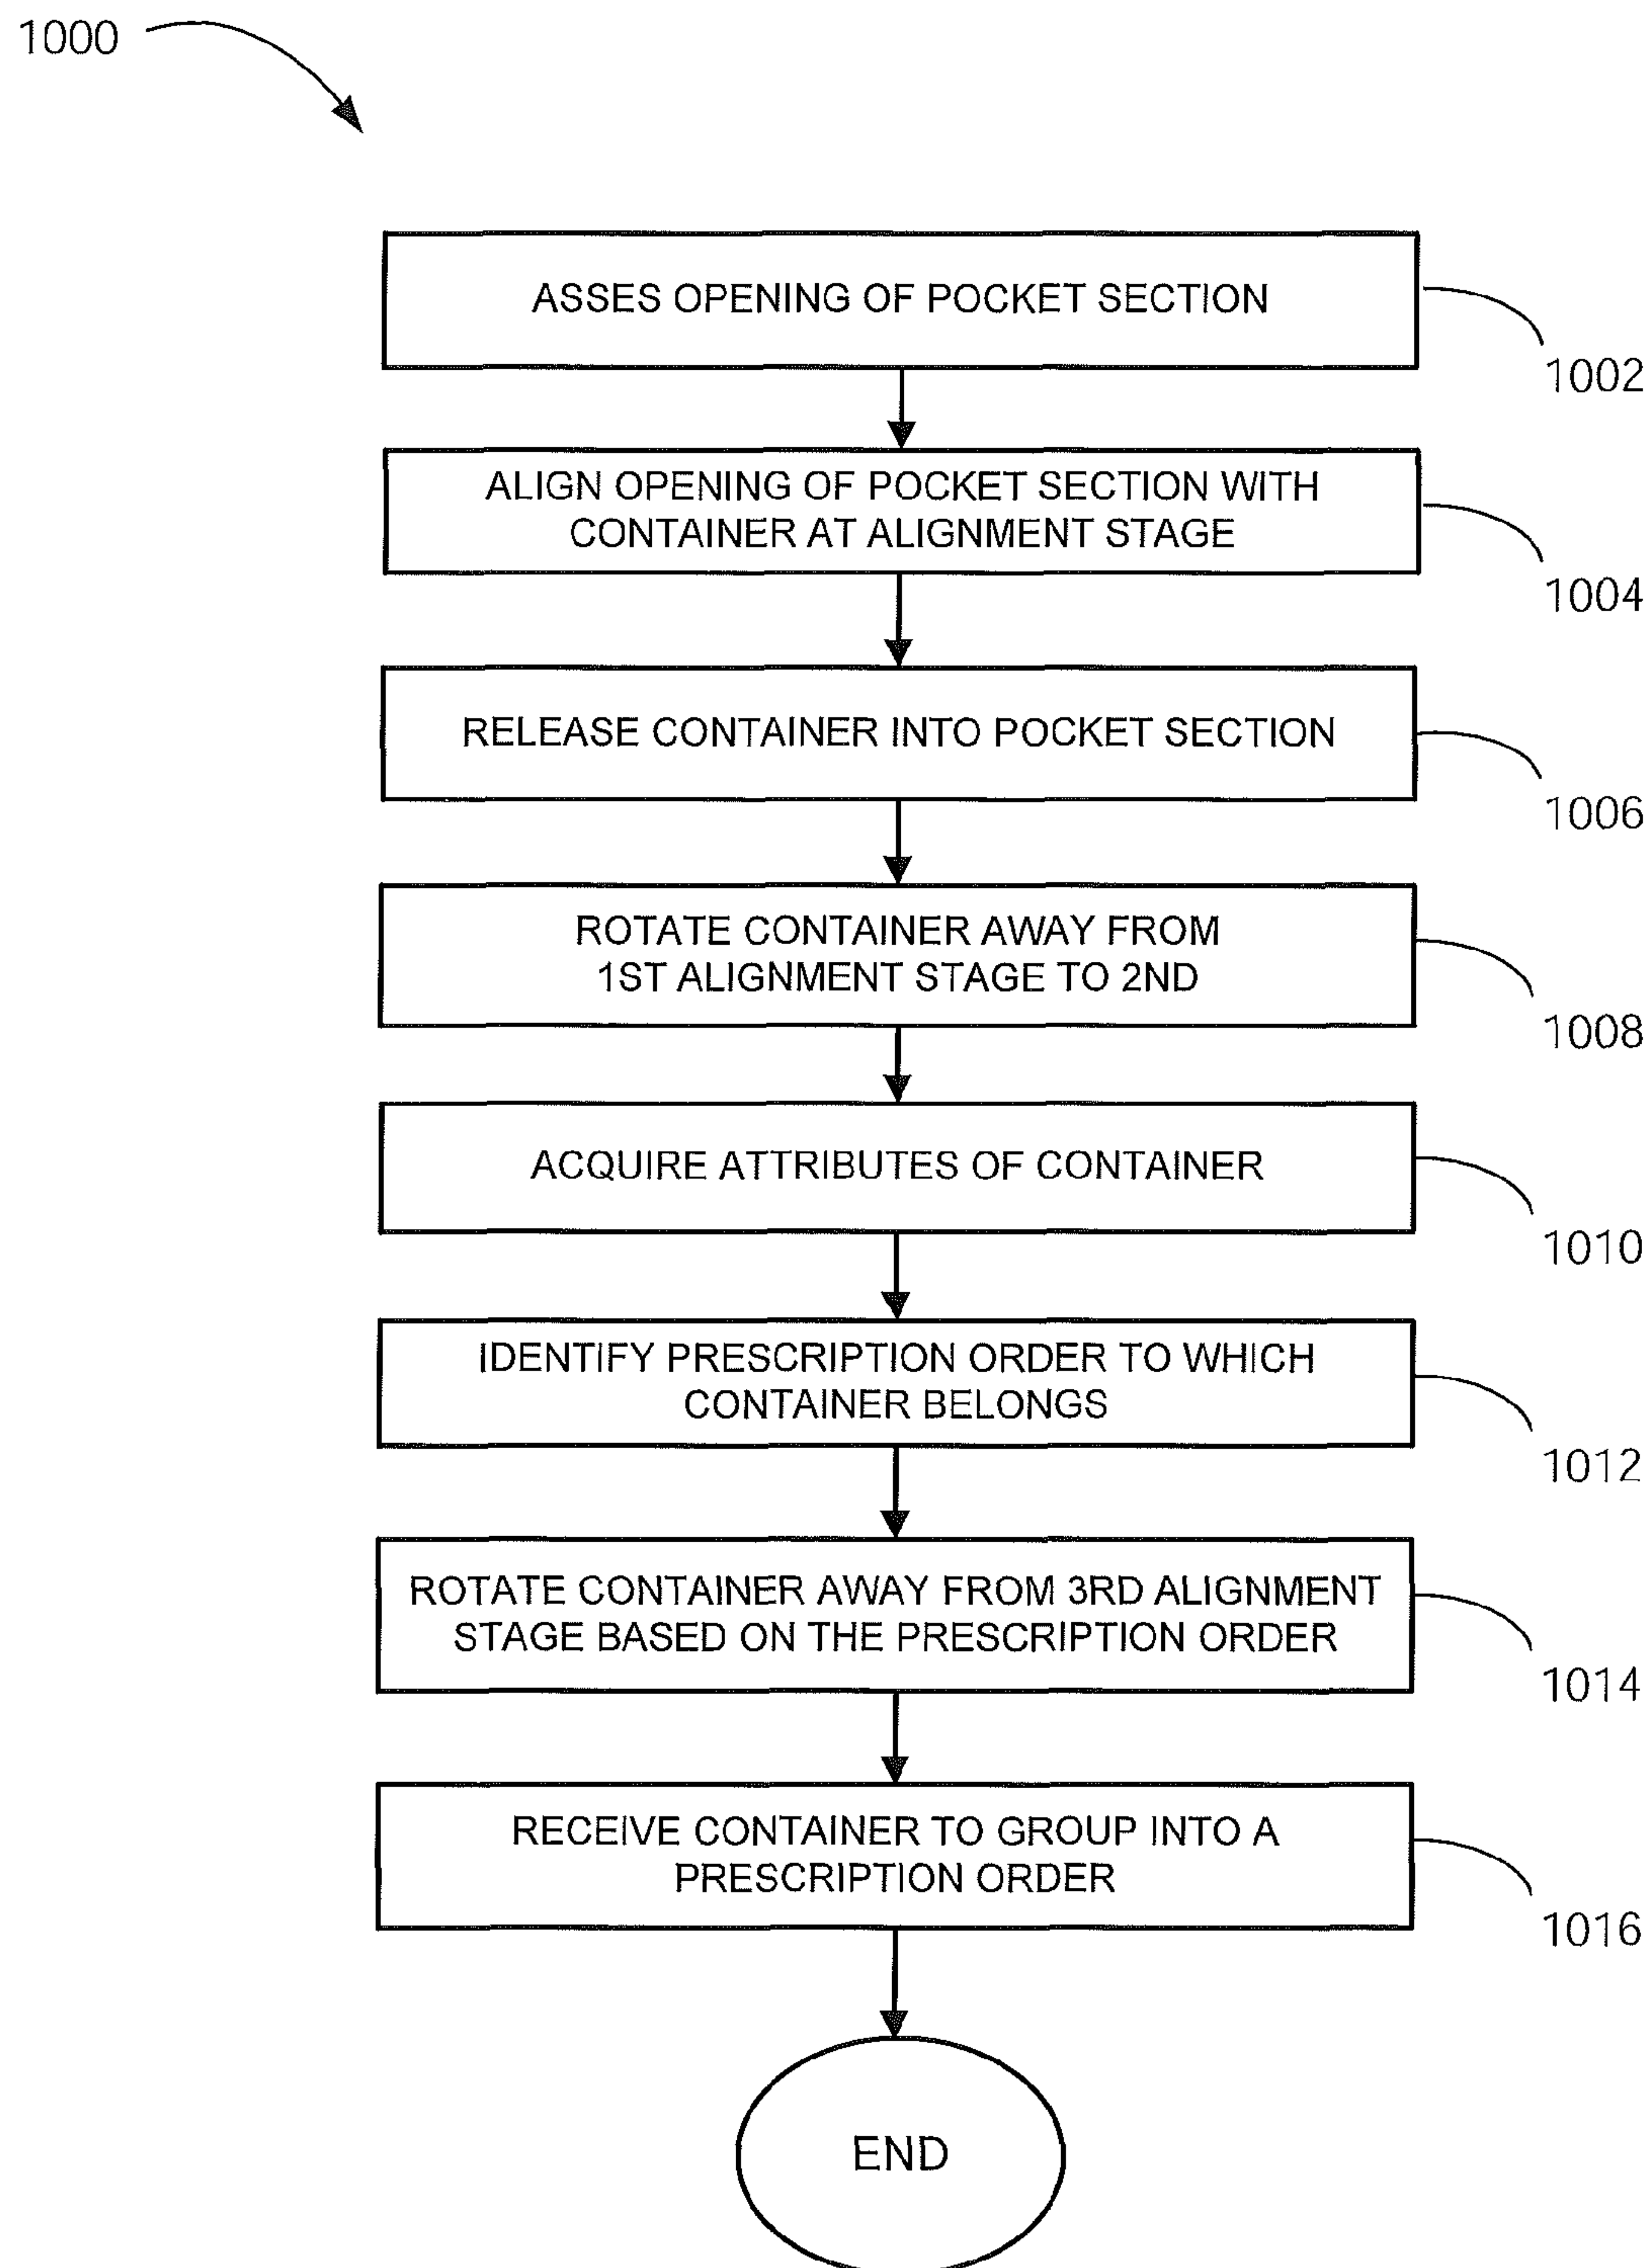 1000
ASSES OPENING OF POCKET SECTION
1002
ALIGN OPENING OF POCKET SECTION WITH
CONTAINER AT ALIGNMENT STAGE
1004
RELEASE CONTAINER INTO POCKET SECTION
1006
ROTATE CONTAINER AWAY FROM
1ST ALIGNMENT STAGE TO 2ND
1008
ACQUIRE ATTRIBUTES OF CONTAINER
1010
IDENTIFY PRESCRIPTION ORDER TO WHICH
CONTAINER BELONGS
1012
ROTATE CONTAINER AWAY FROM 3RD ALIGNMENT
STAGE BASED ON THE PRESCRIPTION ORDER
1014
RECEIVE CONTAINER TO GROUP INTO A
PRESCRIPTION ORDER
1016
END